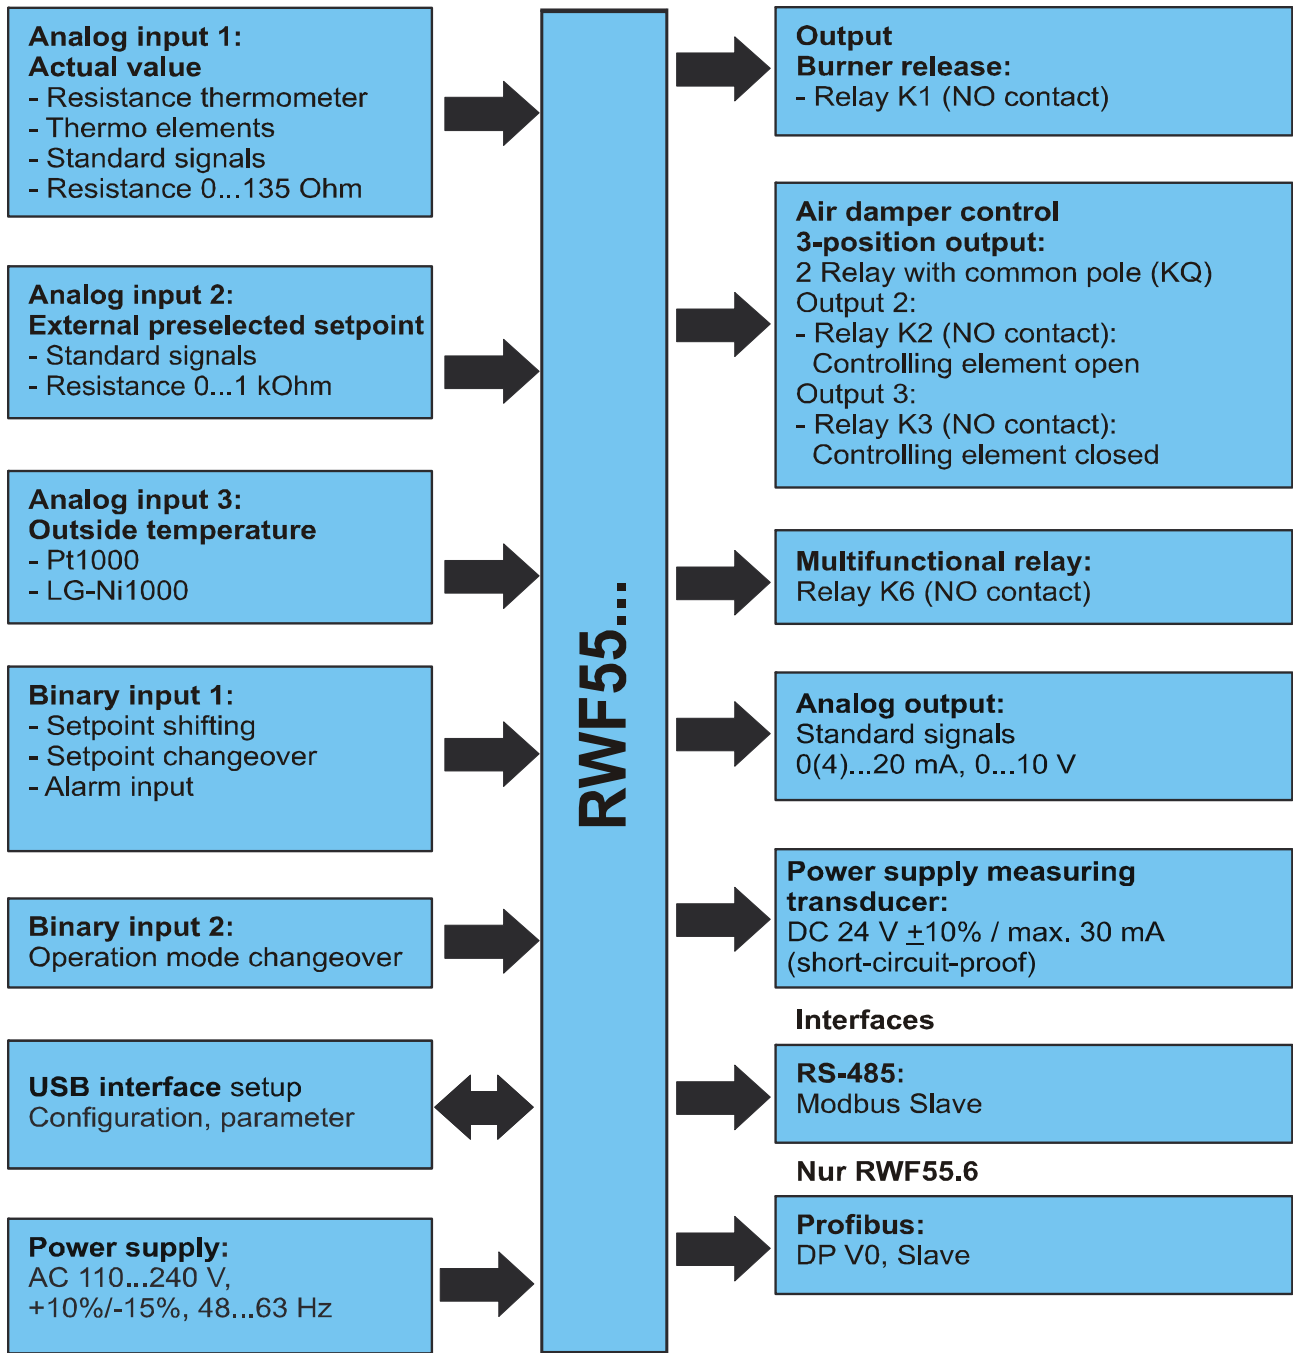 Analog input 1:
Actual value
- Resistance thermometer
- Thermo elements
- Standard signals
- Resistance 0...135 Ohm
Analog input 2:
External preselected setpoint
- Standard signals
- Resistance 0...1 kOhm
Analog input 3:
Outside temperature
- Pt1000
- LG-Ni1000
Binary input 1:
- Setpoint shifting
- Setpoint changeover
- Alarm input
Binary input 2:
Operation mode changeover
USB interface setup
Configuration, parameter
Power supply:
AC 110...240 V,
+10%/-15%, 48...63 Hz
RWF55...
Output
Burner release:
- Relay K1 (NO contact)
Air damper control
3-position output:
2 Relay with common pole (KQ)
Output 2:
- Relay K2 (NO contact):
Controlling element open
Output 3:
- Relay K3 (NO contact):
Controlling element closed
Multifunctional relay:
Relay K6 (NO contact)
Analog output:
Standard signals
0(4)...20 mA, 0...10 V
Power supply measuring
transducer:
DC 24 V ±10% / max. 30 mA
(short-circuit-proof)
Interfaces
RS-485:
Modbus Slave
Nur RWF55.6
Profibus:
DP V0, Slave